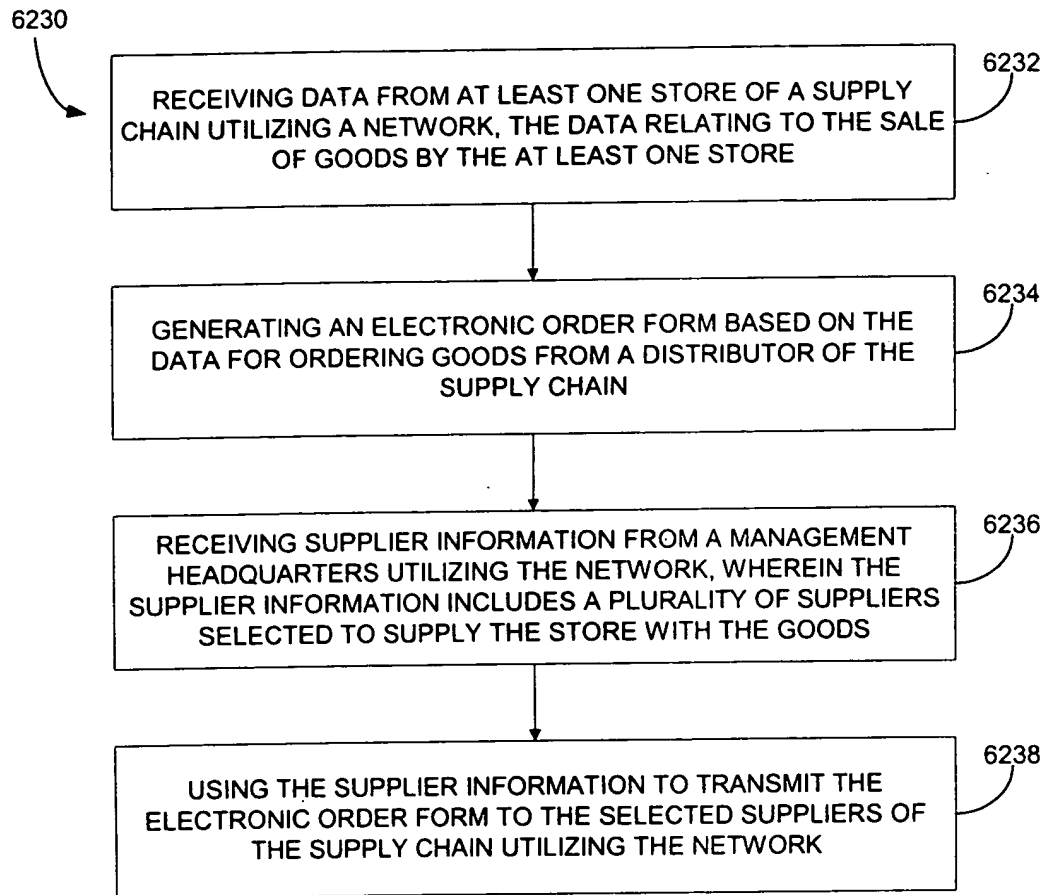 6230
6232
RECEIVING DATA FROM AT LEAST ONE STORE OF A SUPPLY
CHAIN UTILIZING A NETWORK, THE DATA RELATING TO THE SALE
OF GOODS BY THE AT LEAST ONE STORE
6234
GENERATING AN ELECTRONIC ORDER FORM BASED ON THE
DATA FOR ORDERING GOODS FROM A DISTRIBUTOR OF THE
SUPPLY CHAIN
6236
RECEIVING SUPPLIER INFORMATION FROM A MANAGEMENT
HEADQUARTERS UTILIZING THE NETWORK, WHEREIN THE
SUPPLIER INFORMATION INCLUDES A PLURALITY OF SUPPLIERS
SELECTED TO SUPPLY THE STORE WITH THE GOODS
6238
USING THE SUPPLIER INFORMATION TO TRANSMIT THE
ELECTRONIC ORDER FORM TO THE SELECTED SUPPLIERS OF
THE SUPPLY CHAIN UTILIZING THE NETWORK